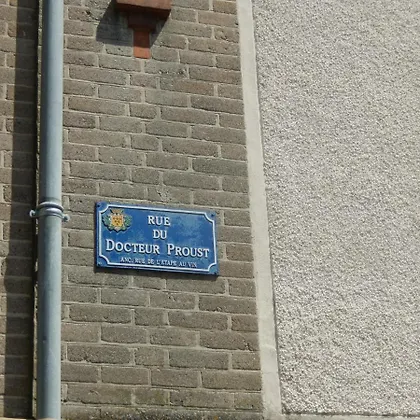 RUE
DU
DOCTEUR PROUST
ANC. RUE DE L'ETAPE AU VIN